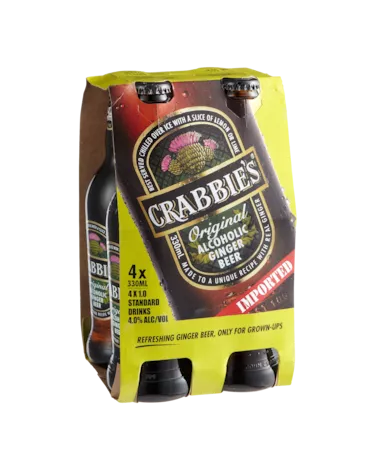 BEST SERVED CHILLED OVER ICE WITH A SLICE OF LEMON OR LIME
CRABBIE'S
Original
ALCOHOLIC
GINGER
BEER
330ml
MADE TO A UNIQUE RECIPE WITH REAL GINGER
IMPORTED
4 x
330ML
4 X 1.0
STANDARD
DRINKS
4.0% ALC/VOL
REFRESHING GINGER BEER, ONLY FOR GROWN-UPS